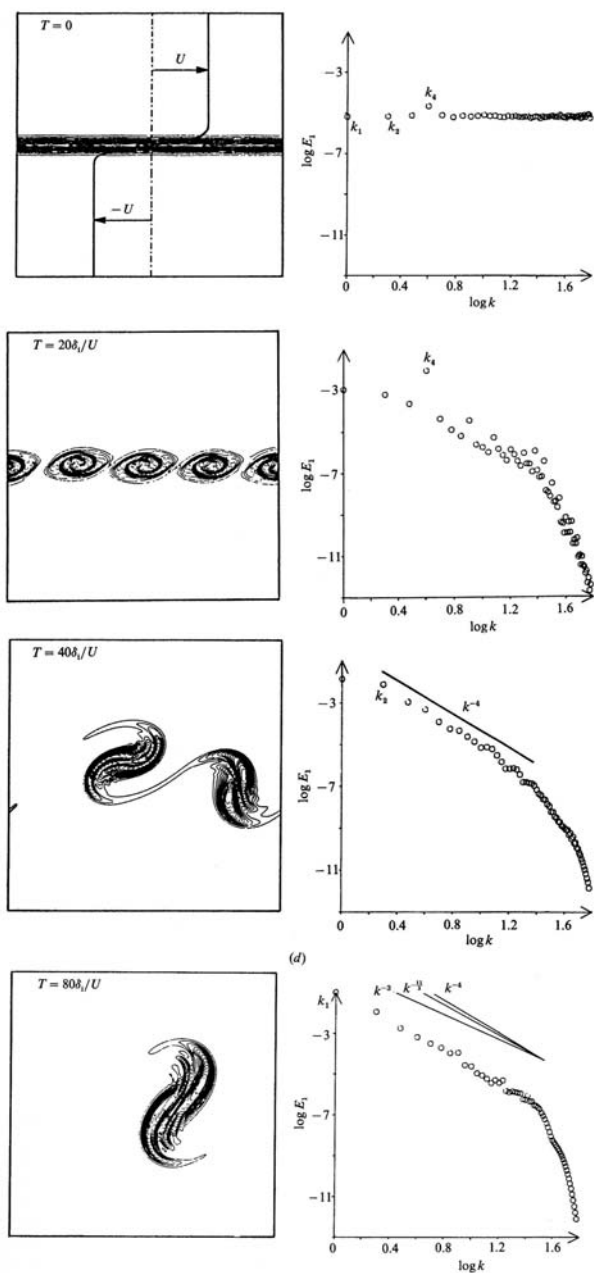 T = 0
U
−U
log E₁
−3
−7
−11
k₁
k₂
k₄
0
0.4
0.8
1.2
1.6
log k
T = 20δᵢ/U
log E₁
−3
−7
−11
k₄
0
0.4
0.8
1.2
1.6
log k
T = 40δᵢ/U
log E₁
−3
−7
−11
k₂
k⁻⁴
0
0.4
0.8
1.2
1.6
log k
(d)
T = 80δᵢ/U
log E₁
k₁
−3
−7
−11
k⁻³
k⁻⁴
0
0.4
0.8
1.2
1.6
log k